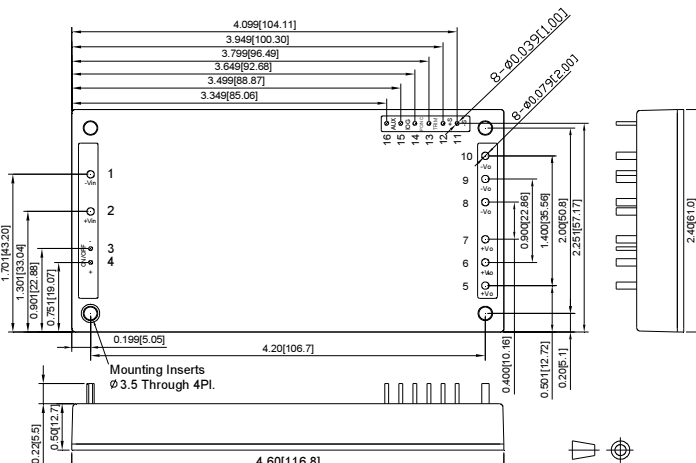 4.099[104.11]
3.949[100.30]
3.799[96.49]
3.649[92.68]
3.499[88.87]
3.349[85.06]
8-Ø0.039[1.00]
8-Ø0.079[2.00]
AUX
IOG
TRIM
+S
-S
16
15
14
13
12
11
1
-Vin
2
+Vin
3
-
ON/OFF
4
+
10
-Vo
9
-Vo
8
-Vo
7
+Vo
6
+Vo
5
+Vo
1.701[43.20]
1.301[33.04]
0.901[22.88]
0.751[19.07]
0.900[22.86]
1.400[35.56]
2.00[50.8]
2.251[57.17]
2.40[61.0]
0.199[5.05]
4.20[106.7]
0.400[10.16]
0.501[12.72]
0.20[5.1]
Mounting Inserts
Ø3.5 Through 4Pl.
0.22[5.5]
0.50[12.7]
4.60[116.8]